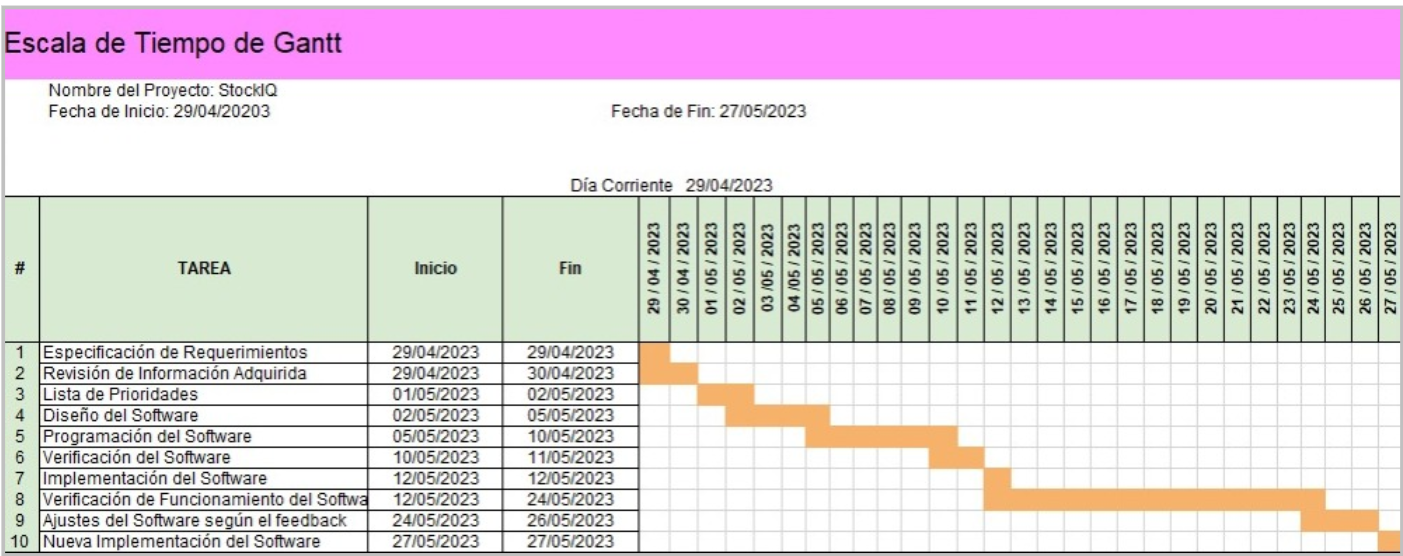 Escala de Tiempo de Gantt
Nombre del Proyecto: StockIQ
Fecha de Inicio: 29/04/20203 Fecha de Fin: 27/05/2023
Día Corriente 29/04/2023
# TAREA Inicio Fin 29 / 04 / 2023 30 / 04 / 2023 01 / 05 / 2023 02 / 05 / 2023 03 /05 / 2023 04 /05 / 2023 05 / 05 / 2023 06 / 05 / 2023 07 / 05 / 2023 08 / 05 / 2023 09 / 05 / 2023 10 / 05 / 2023 11 / 05 / 2023 12 / 05 / 2023 13 / 05 / 2023 14 / 05 / 2023 15 / 05 / 2023 16 / 05 / 2023 17 / 05 / 2023 18 / 05 / 2023 19 / 05 / 2023 20 / 05 / 2023 21 / 05 / 2023 22 / 05 / 2023 23 / 05 / 2023 24 / 05 / 2023 25 / 05 / 2023 26 / 05 / 2023 27 / 05 / 2023
1 Especificación de Requerimientos 29/04/2023 29/04/2023
2 Revisión de Información Adquirida 29/04/2023 30/04/2023
3 Lista de Prioridades 01/05/2023 02/05/2023
4 Diseño del Software 02/05/2023 05/05/2023
5 Programación del Software 05/05/2023 10/05/2023
6 Verificación del Software 10/05/2023 11/05/2023
7 Implementación del Software 12/05/2023 12/05/2023
8 Verificación de Funcionamiento del Softwa 12/05/2023 24/05/2023
9 Ajustes del Software según el feedback 24/05/2023 26/05/2023
10 Nueva Implementación del Software 27/05/2023 27/05/2023